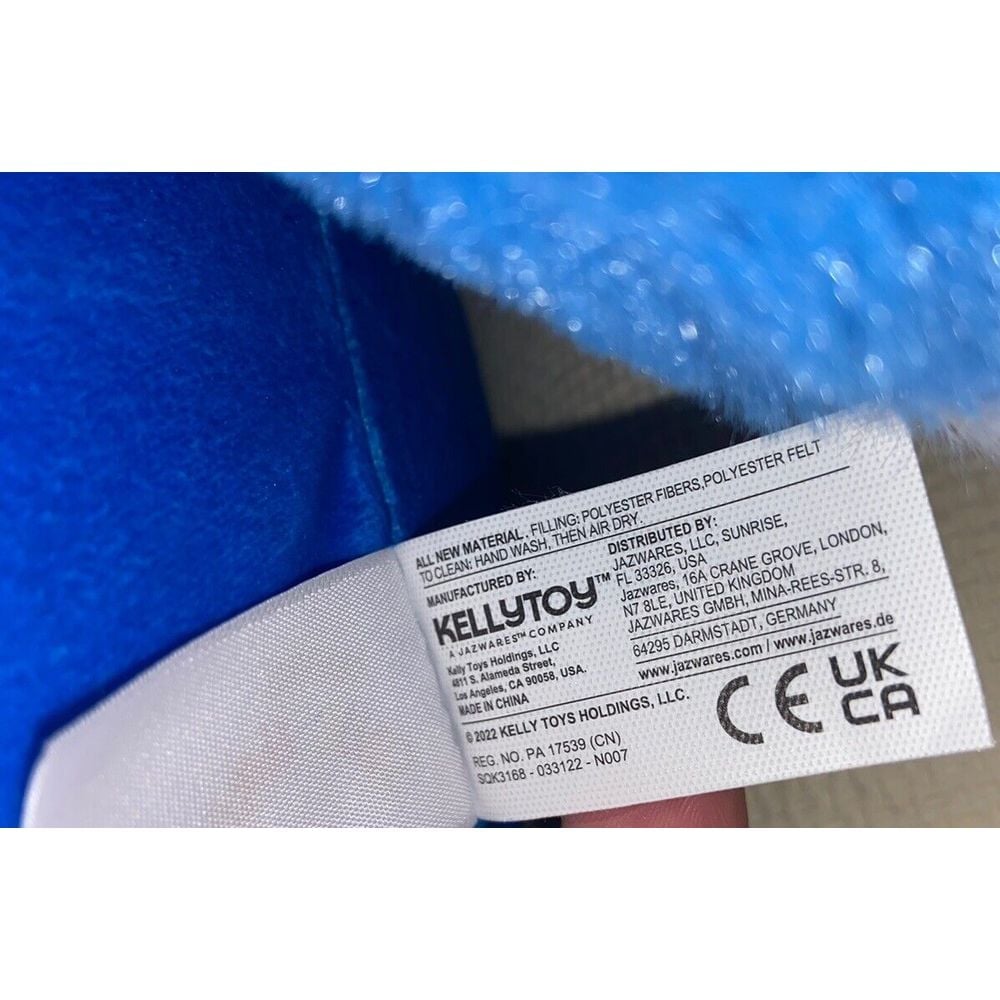 ALL NEW MATERIAL. FILLING: POLYESTER FIBERS,POLYESTER FELT
TO CLEAN: HAND WASH, THEN AIR DRY.
MANUFACTURED BY:
KELLYTOY™
A JAZWARES™ COMPANY
Kelly Toys Holdings, LLC
4811 S. Alameda Street,
Los Angeles, CA 90058, USA.
MADE IN CHINA
DISTRIBUTED BY:
JAZWARES, LLC, SUNRISE,
FL 33326, USA
Jazwares, 16A CRANE GROVE, LONDON,
N7 8LE, UNITED KINGDOM
JAZWARES GMBH, MINA-REES-STR. 8,
64295 DARMSTADT, GERMANY
www.jazwares.com / www.jazwares.de
© 2022 KELLY TOYS HOLDINGS, LLC.
REG. NO. PA 17539 (CN)
SQK3168 - 033122 - N007
CE
UK
CA